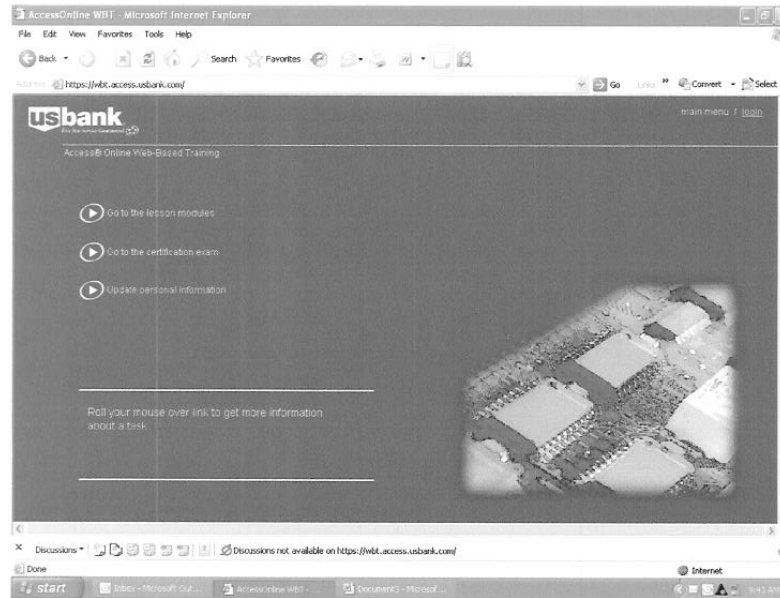 AccessOnline WBT - Microsoft Internet Explorer
File Edit View Favorites Tools Help
Back Search Favorites
Address https://wbt.access.usbank.com/ Go Links » Convert Select
usbank
main menu / login
Access® Online Web-Based Training
Go to the lesson modules
Go to the certification exam
Update personal information
Roll your mouse over link to get more information
about a task
× Discussions Discussions not available on https://wbt.access.usbank.com/
Done Internet
start Inbox - Microsoft Out... AccessOnline WBT - ... Document3 - Microsof... 9:43 AM